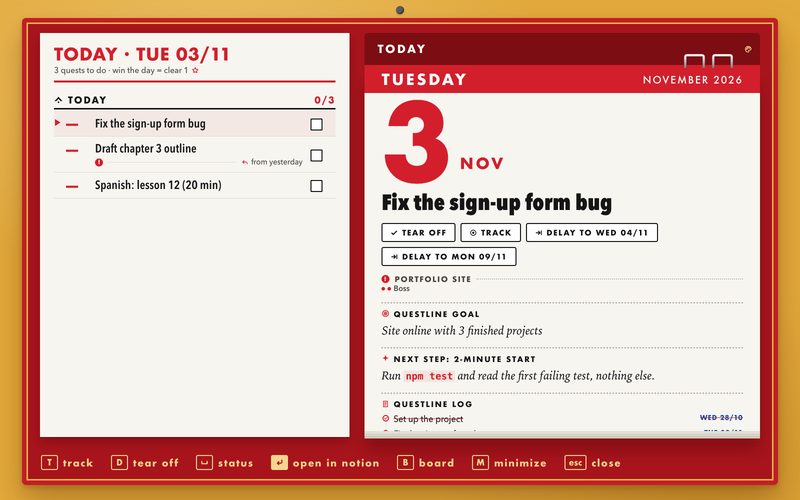 TODAY · TUE 03/11
3 quests to do · win the day = clear 1
TODAY 0/3
Fix the sign-up form bug
Draft chapter 3 outline
from yesterday
Spanish: lesson 12 (20 min)
TODAY
TUESDAY NOVEMBER 2026
3 NOV
Fix the sign-up form bug
TEAR OFF TRACK DELAY TO WED 04/11
DELAY TO MON 09/11
PORTFOLIO SITE
Boss
QUESTLINE GOAL
Site online with 3 finished projects
NEXT STEP: 2-MINUTE START
Run npm test and read the first failing test, nothing else.
QUESTLINE LOG
Set up the project WED 28/10
T track D tear off status open in notion B board M minimize esc close